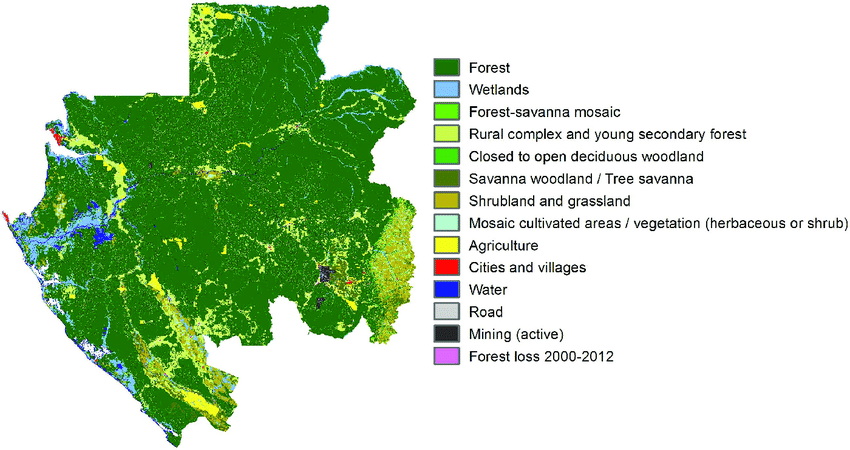 Forest
Wetlands
Forest-savanna mosaic
Rural complex and young secondary forest
Closed to open deciduous woodland
Savanna woodland / Tree savanna
Shrubland and grassland
Mosaic cultivated areas / vegetation (herbaceous or shrub)
Agriculture
Cities and villages
Water
Road
Mining (active)
Forest loss 2000-2012